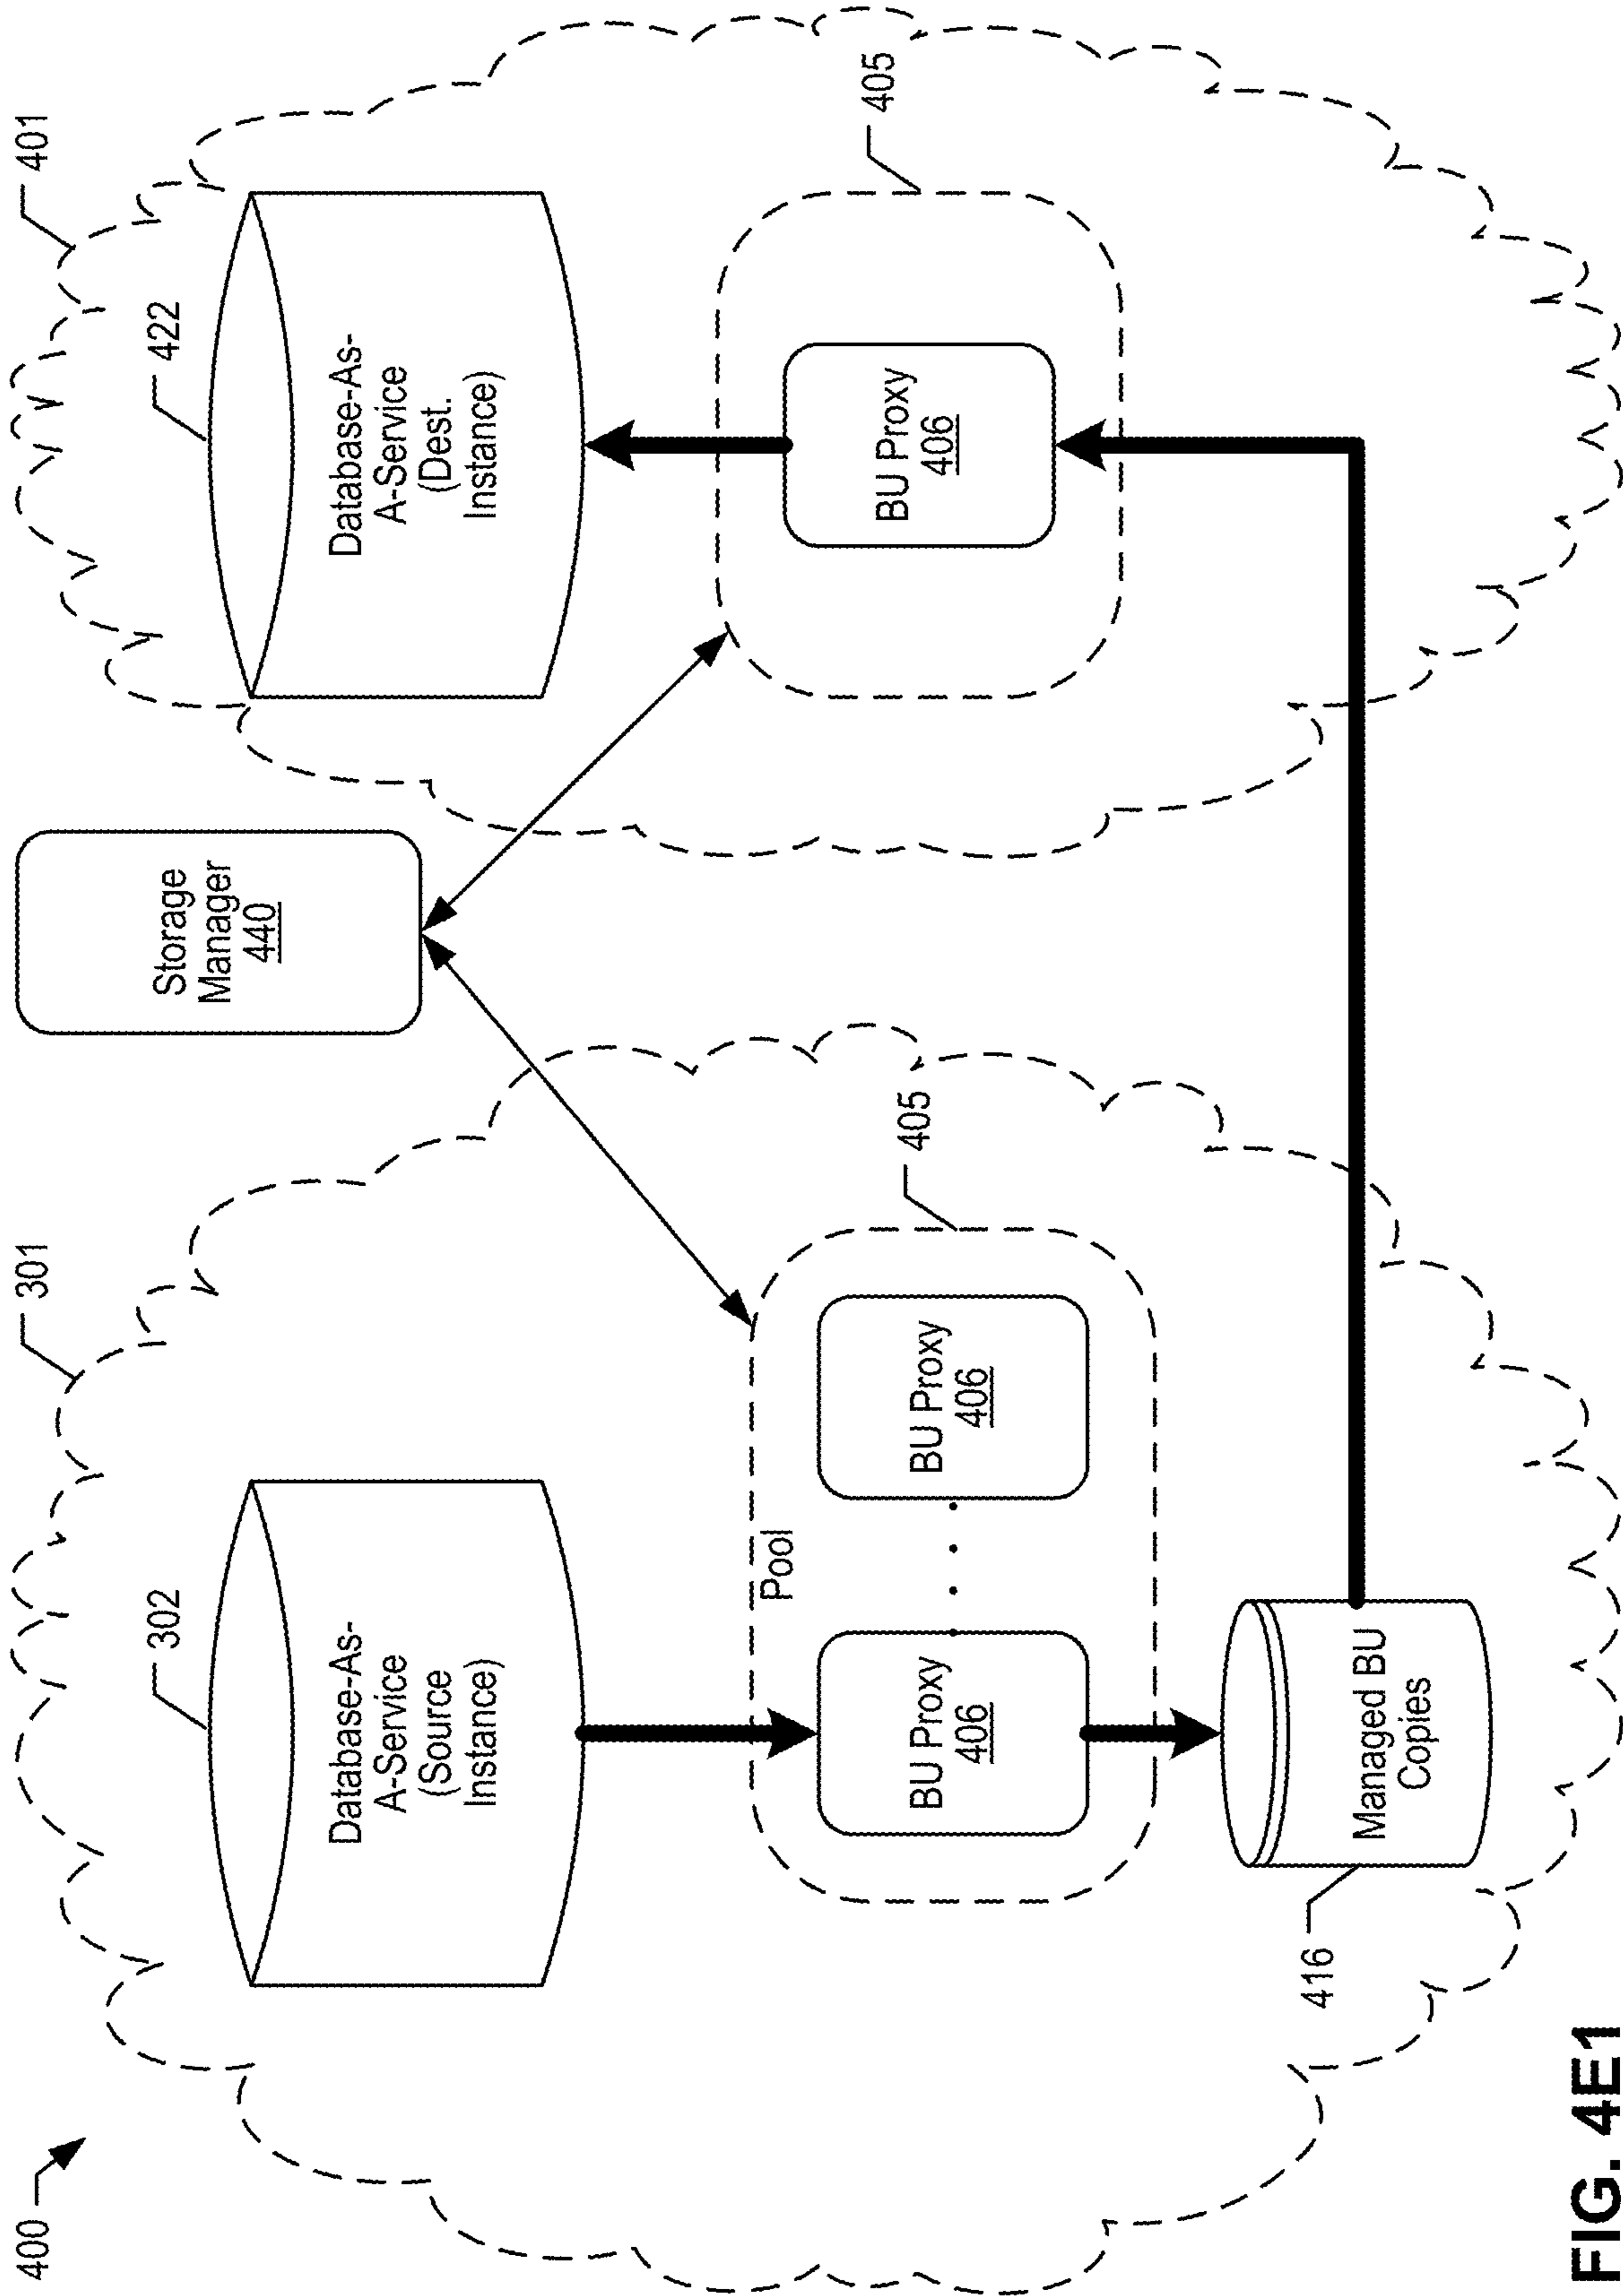 400
301
401
302
Database-As-
A-Service
(Source
Instance)
Storage
Manager
440
422
Database-As-
A-Service
(Dest.
Instance)
Pool
405
BU Proxy
406
. . . .
BU Proxy
406
405
BU Proxy
406
416
Managed BU
Copies
FIG. 4E1